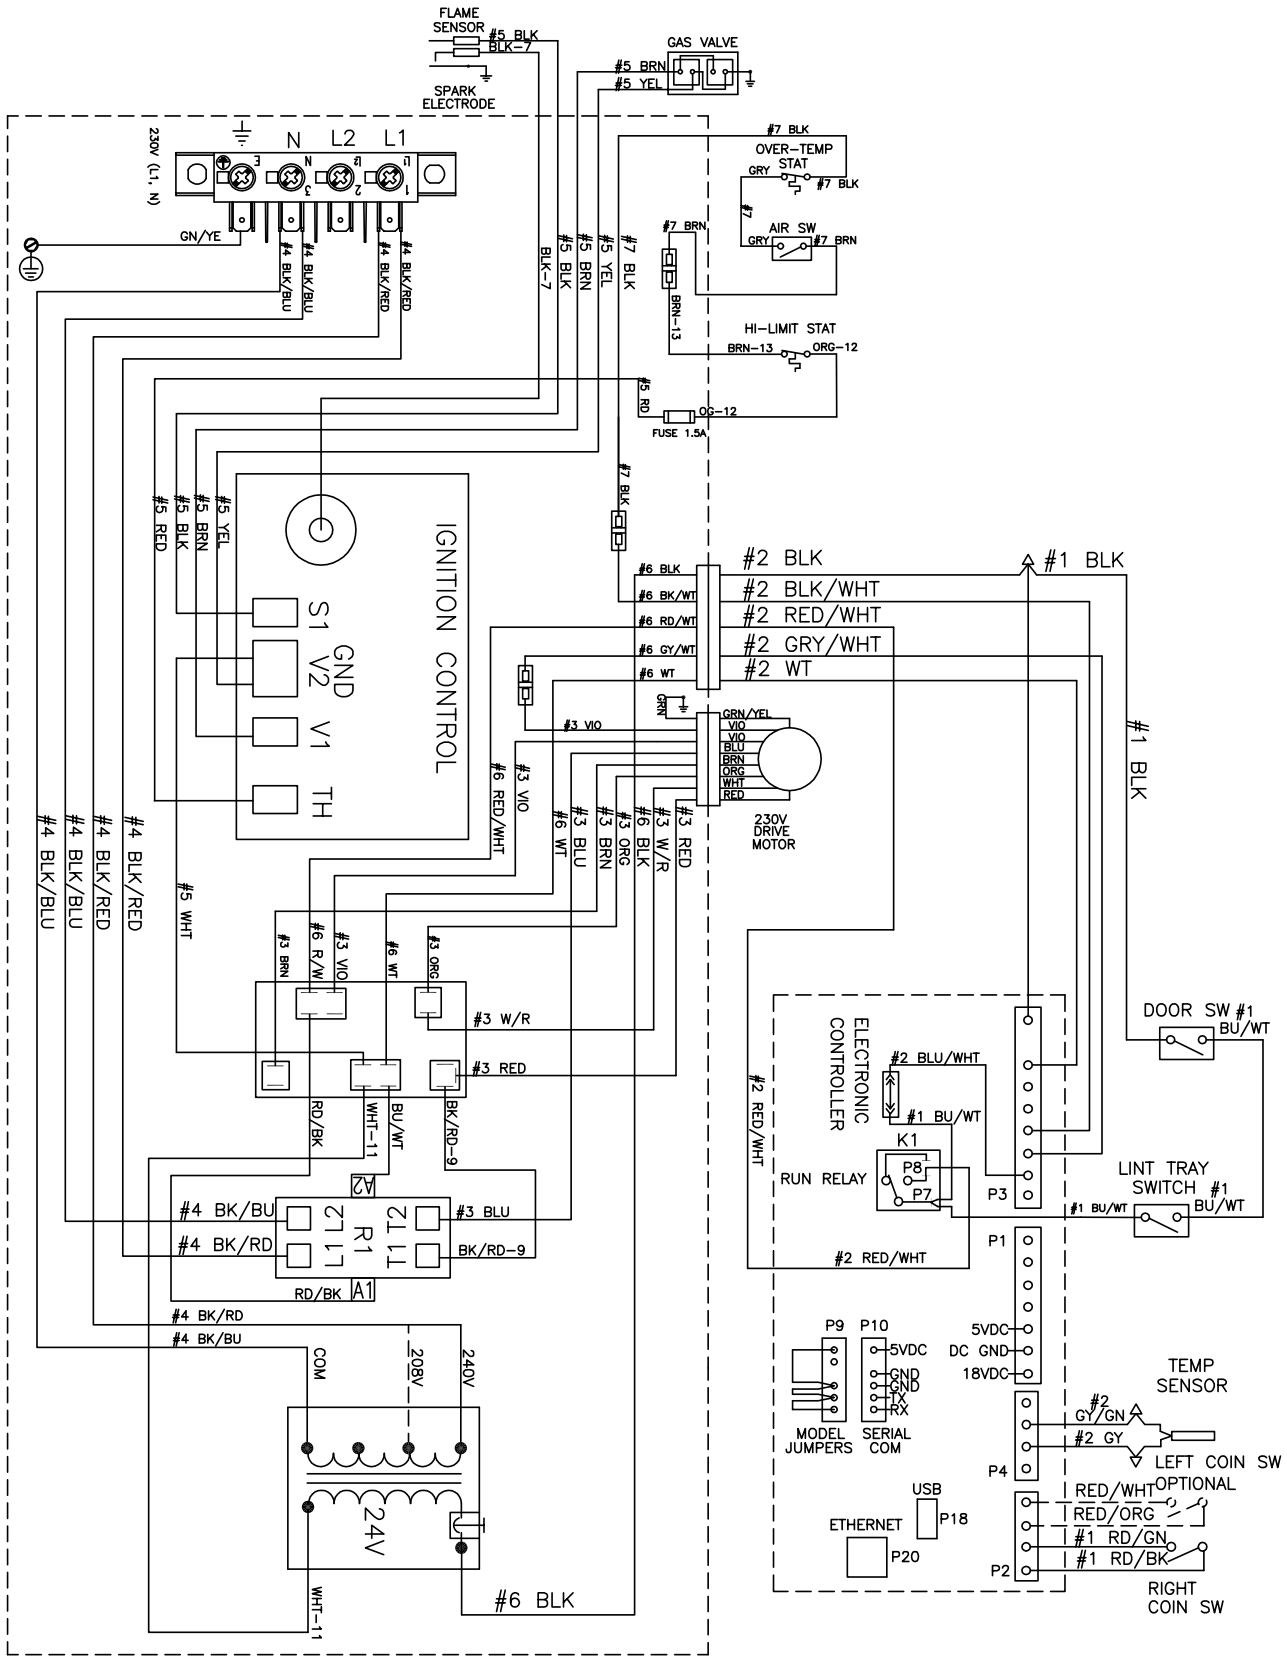 FLAME
SENSOR
#5 BLK
BLK-7
SPARK
ELECTRODE
GAS VALVE
#5 BRN
#5 YEL
#7 BLK
OVER-TEMP
STAT
GRY
#7 BLK
#7
AIR SW
GRY
#7 BRN
#7 BRN
BRN-13
HI-LIMIT STAT
BRN-13
ORG-12
#5 RD
OG-12
FUSE 1.5A
230V (L1, N)
N
L2
L1
E
N
L2
L1
3
2
1
GN/YE
#4 BLK/BLU
#4 BLK/BLU
#4 BLK/RED
#4 BLK/RED
BLK-7
#5 BLK
#5 BRN
#5 YEL
#7 BLK
#7 BLK
#5 RED
#5 BLK
#5 BRN
#5 YEL
IGNITION CONTROL
S1
GND
V2
V1
TH
#6 BLK
#6 BK/WT
#6 RD/WT
#6 GY/WT
#6 WT
#2 BLK
#2 BLK/WHT
#2 RED/WHT
#2 GRY/WHT
#2 WT
#1 BLK
#1 BLK
GRN
#3 VIO
GRN/YEL
VIO
VIO
BLU
BRN
ORG
WHT
RED
230V
DRIVE
MOTOR
#4 BLK/BLU
#4 BLK/BLU
#4 BLK/RED
#4 BLK/RED
#5 WHT
#6 RED/WHT
#3 VIO
#6 WT
#3 BLU
#3 BRN
#3 ORG
#6 BLK
#3 W/R
#3 RED
#3 BRN
#6 R/W
#3 VIO
#6 WT
#3 ORG
#3 W/R
#3 RED
RD/BK
WHT-11
BU/WT
BK/RD-9
A2
#4 BK/BU
L2
T2
R1
#3 BLU
#4 BK/RD
L1
T1
BK/RD-9
RD/BK
A1
#4 BK/RD
#4 BK/BU
COM
208V
240V
24V
WHT-11
#6 BLK
ELECTRONIC
CONTROLLER
#2 BLU/WHT
#1 BU/WT
K1
P8
P7
RUN RELAY
#2 RED/WHT
#2 RED/WHT
P3
DOOR SW
#1
BU/WT
LINT TRAY
SWITCH
#1
BU/WT
#1 BU/WT
P1
5VDC
DC GND
18VDC
P9
P10
5VDC
GND
GND
TX
RX
MODEL
JUMPERS
SERIAL
COM
TEMP
SENSOR
#2
GY/GN
#2 GY
P4
LEFT COIN SW
OPTIONAL
RED/WHT
RED/ORG
#1 RD/GN
#1 RD/BK
P2
RIGHT
COIN SW
USB
P18
ETHERNET
P20